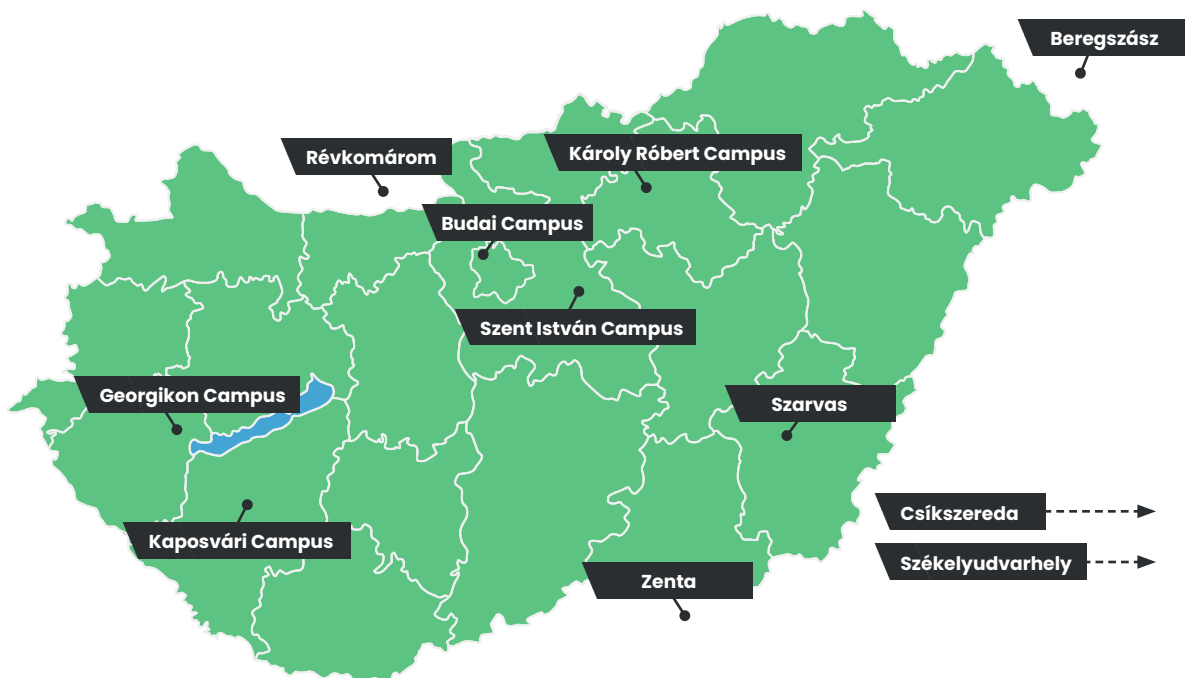 Beregszász
Révkomárom
Károly Róbert Campus
Budai Campus
Szent István Campus
Georgikon Campus
Szarvas
Csíkszereda
Kaposvári Campus
Székelyudvarhely
Zenta